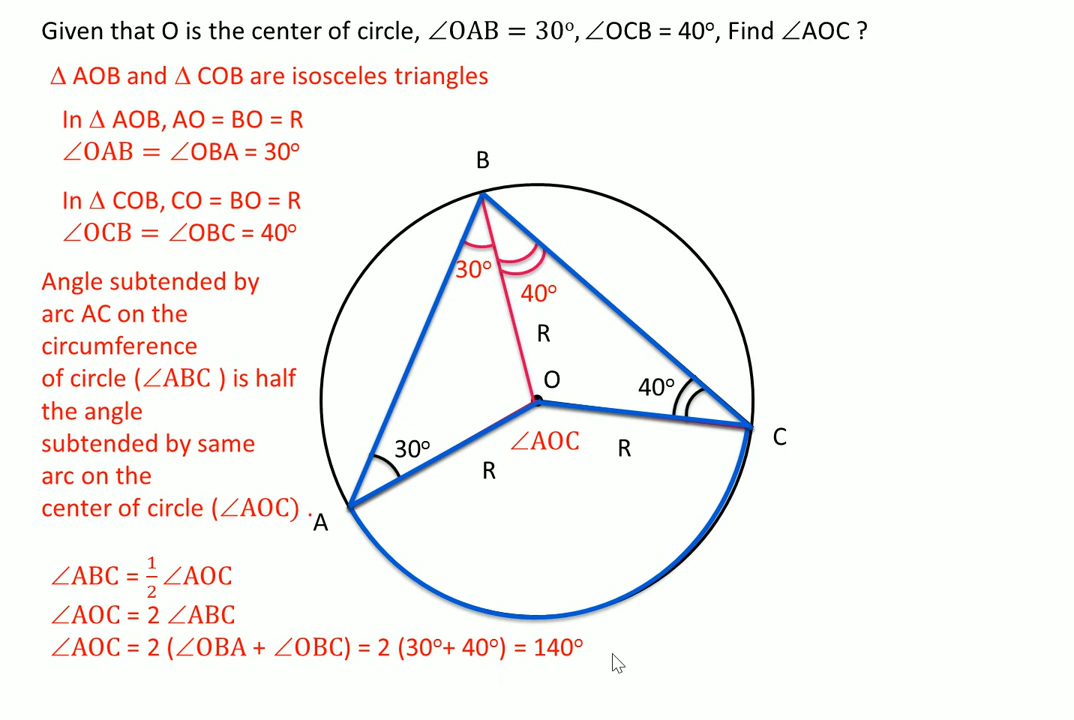 Given that O is the center of circle, ∠OAB = 30°, ∠OCB = 40°, Find ∠AOC ?
Δ AOB and Δ COB are isosceles triangles
In Δ AOB, AO = BO = R
∠OAB = ∠OBA = 30°
In Δ COB, CO = BO = R
∠OCB = ∠OBC = 40°
Angle subtended by
arc AC on the
circumference
of circle (∠ABC ) is half
the angle
subtended by same
arc on the
center of circle (∠AOC) .
∠ABC = 1/2 ∠AOC
∠AOC = 2 ∠ABC
∠AOC = 2 (∠OBA + ∠OBC) = 2 (30°+ 40°) = 140°
B
30°
40°
R
O
40°
30°
∠AOC
R
C
R
A